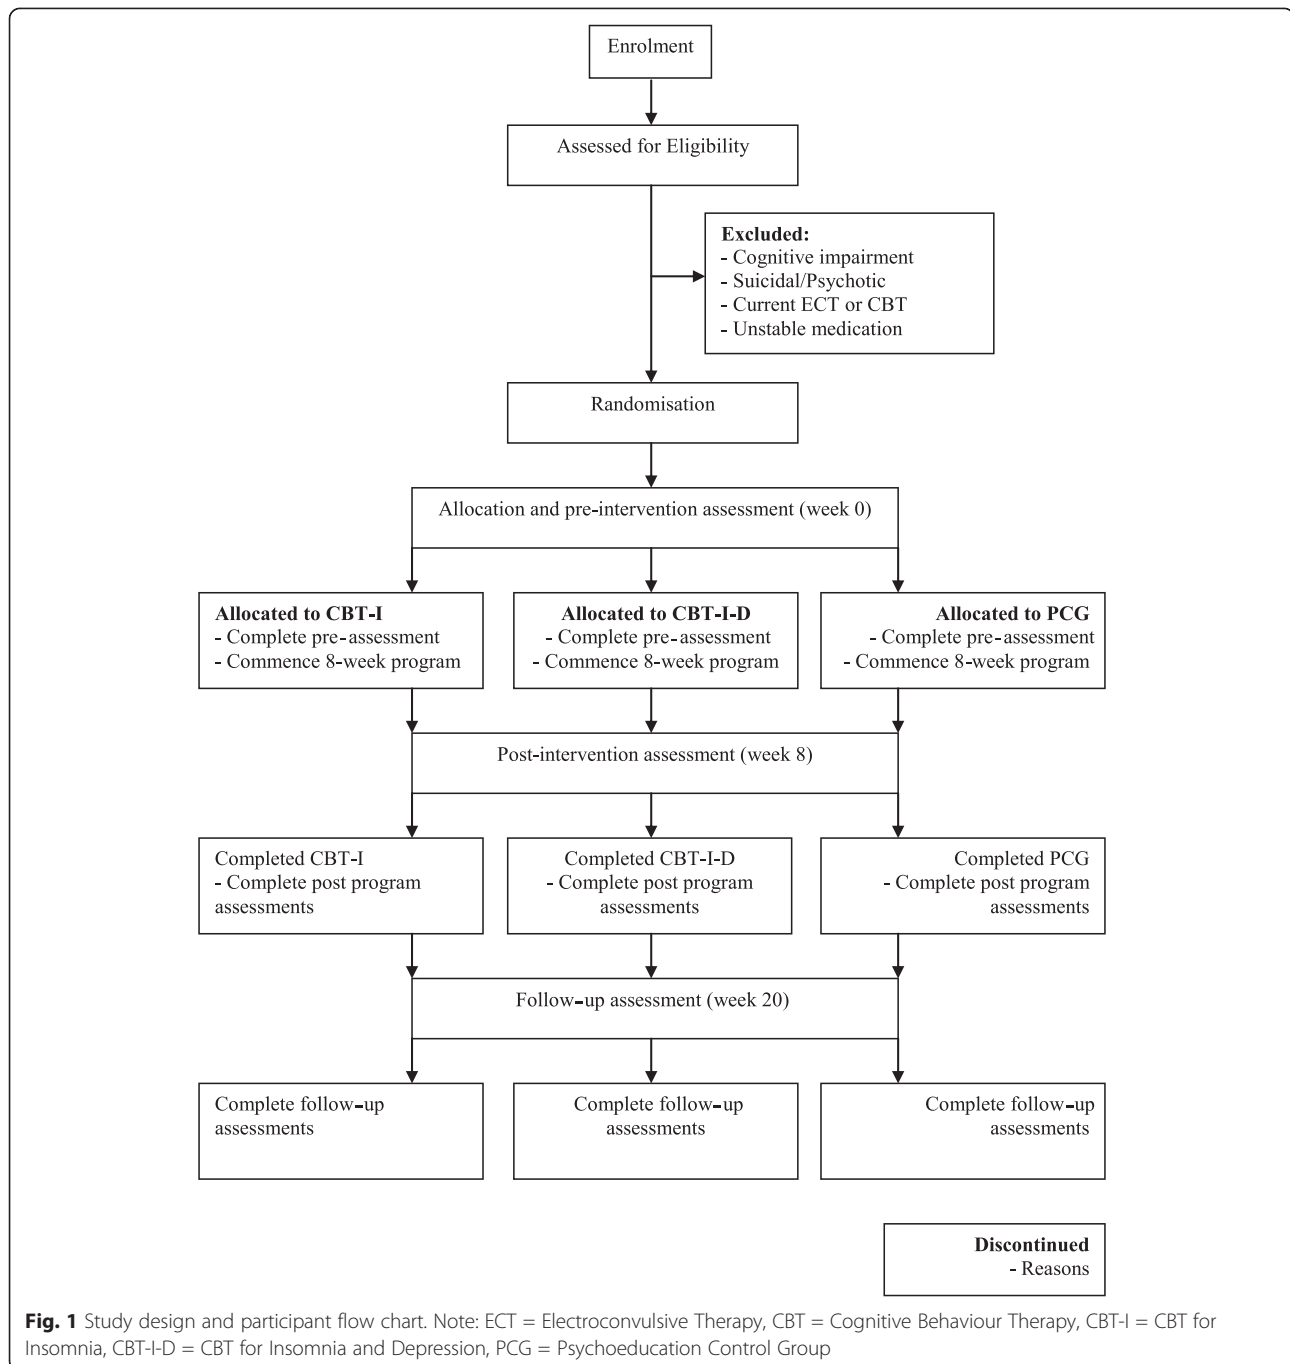 Enrolment
Assessed for Eligibility
Excluded:
- Cognitive impairment
- Suicidal/Psychotic
- Current ECT or CBT
- Unstable medication
Randomisation
Allocation and pre-intervention assessment (week 0)
Allocated to CBT-I
- Complete pre-assessment
- Commence 8-week program
Allocated to CBT-I-D
- Complete pre-assessment
- Commence 8-week program
Allocated to PCG
- Complete pre-assessment
- Commence 8-week program
Post-intervention assessment (week 8)
Completed CBT-I
- Complete post program
assessments
Completed CBT-I-D
- Complete post program
assessments
Completed PCG
- Complete post program
assessments
Follow-up assessment (week 20)
Complete follow-up
assessments
Complete follow-up
assessments
Complete follow-up
assessments
Discontinued
- Reasons
Fig. 1 Study design and participant flow chart. Note: ECT = Electroconvulsive Therapy, CBT = Cognitive Behaviour Therapy, CBT-I = CBT for
Insomnia, CBT-I-D = CBT for Insomnia and Depression, PCG = Psychoeducation Control Group